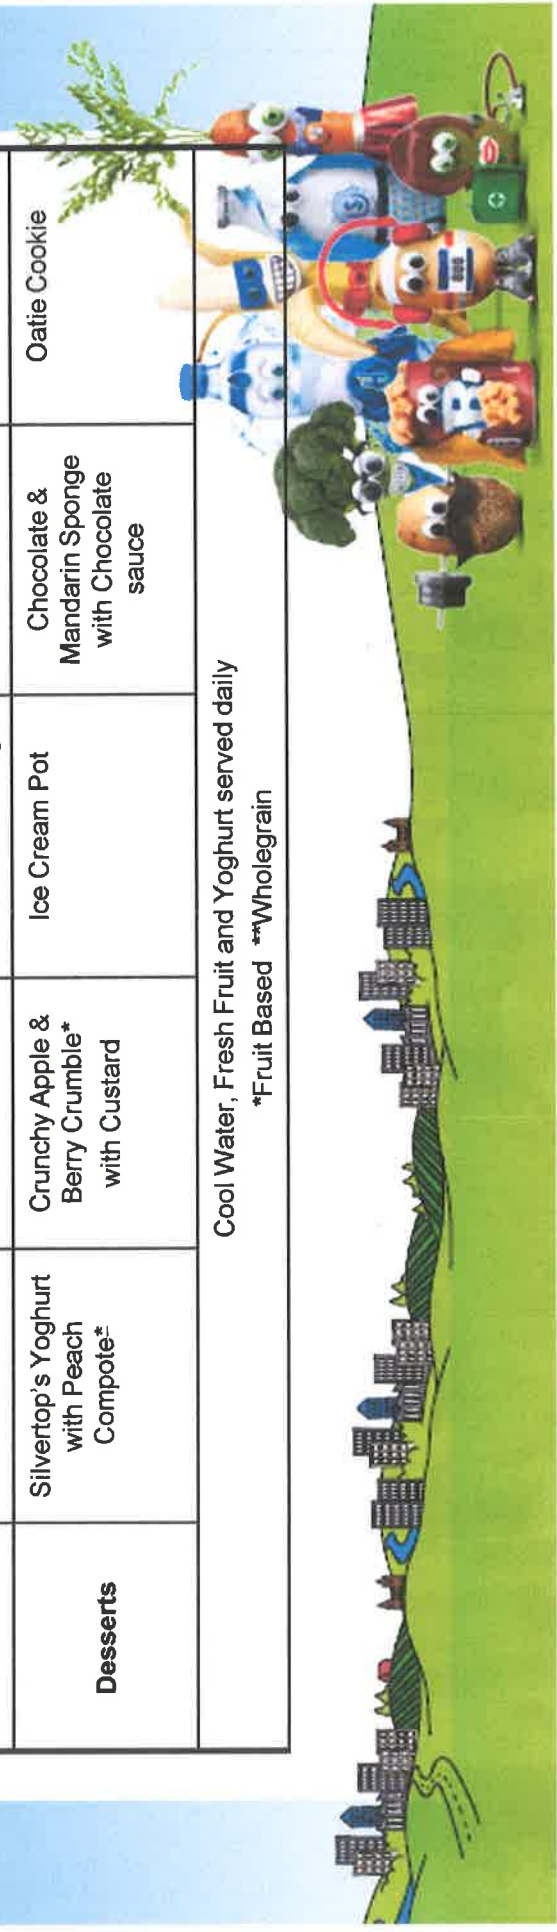 Desserts
Silvertop's Yoghurt
with Peach
Compote*
Crunchy Apple &
Berry Crumble*
with Custard
Ice Cream Pot
Chocolate &
Mandarin Sponge
with Chocolate
sauce
Oatie Cookie
Cool Water, Fresh Fruit and Yoghurt served daily
*Fruit Based **Wholegrain